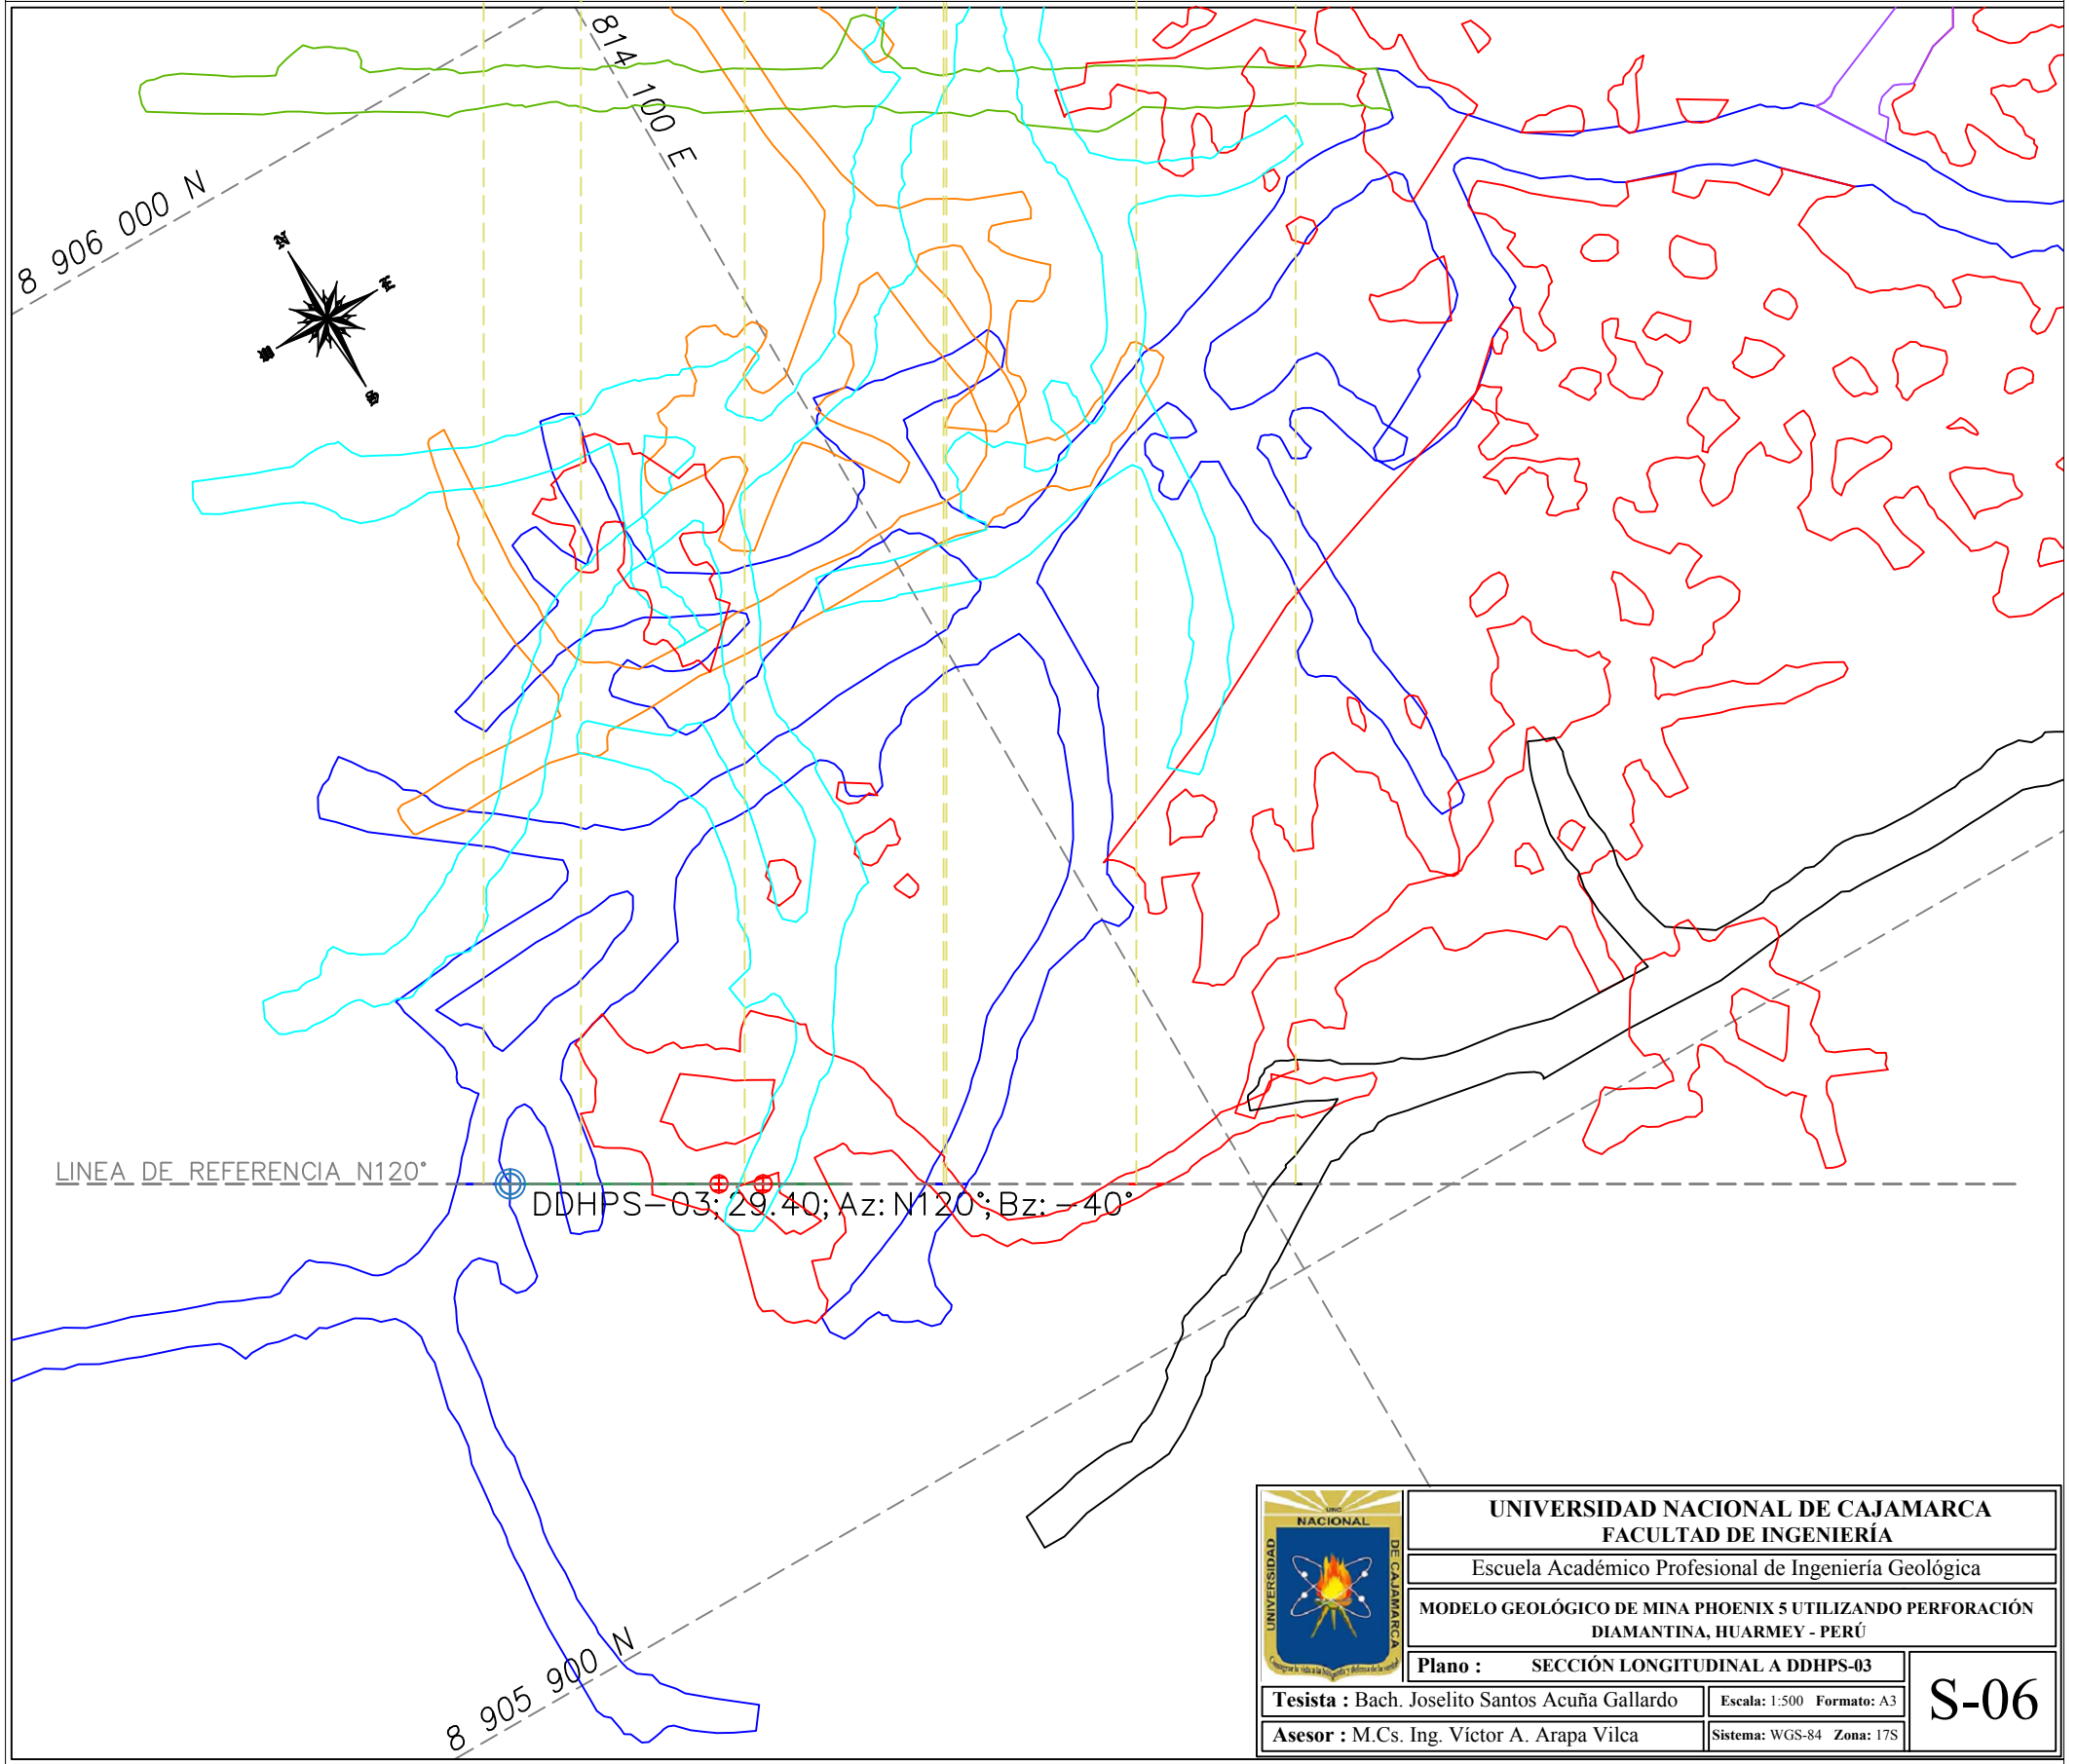 814 100 E
8 906 000 N
N
E
S
LINEA DE REFERENCIA N120°
DDHPS-03; 29.40; Az: N120°; Bz: -40°
8 905 900 N
UNC
NACIONAL
UNIVERSIDAD
DE CAJAMARCA
UNIVERSIDAD NACIONAL DE CAJAMARCA
FACULTAD DE INGENIERÍA
Escuela Académico Profesional de Ingeniería Geológica
MODELO GEOLÓGICO DE MINA PHOENIX 5 UTILIZANDO PERFORACIÓN
DIAMANTINA, HUARMEY - PERÚ
Plano : SECCIÓN LONGITUDINAL A DDHPS-03
Tesista : Bach. Joselito Santos Acuña Gallardo
Escala: 1:500 Formato: A3
Asesor : M.Cs. Ing. Víctor A. Arapa Vilca
Sistema: WGS-84 Zona: 17S
S-06